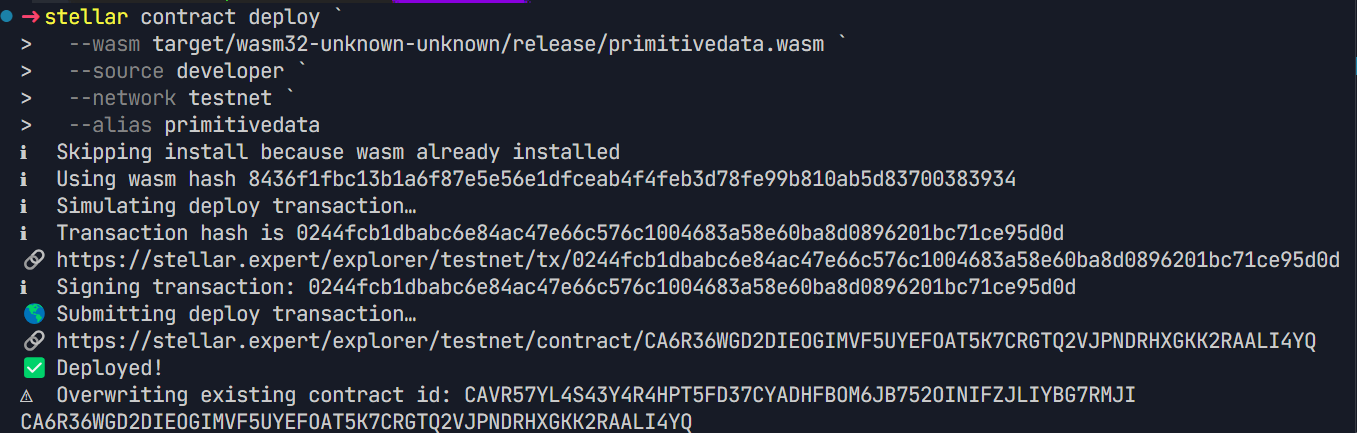 → stellar contract deploy `
> --wasm target/wasm32-unknown-unknown/release/primitivedata.wasm `
> --source developer `
> --network testnet `
> --alias primitivedata
ℹ Skipping install because wasm already installed
ℹ Using wasm hash 8436f1fbc13b1a6f87e5e56e1dfceab4f4feb3d78fe99b810ab5d83700383934
ℹ Simulating deploy transaction…
ℹ Transaction hash is 0244fcb1dbabc6e84ac47e66c576c1004683a58e60ba8d0896201bc71ce95d0d
🔗 https://stellar.expert/explorer/testnet/tx/0244fcb1dbabc6e84ac47e66c576c1004683a58e60ba8d0896201bc71ce95d0d
ℹ Signing transaction: 0244fcb1dbabc6e84ac47e66c576c1004683a58e60ba8d0896201bc71ce95d0d
🌎 Submitting deploy transaction…
🔗 https://stellar.expert/explorer/testnet/contract/CA6R36WGD2DIEOGIMVF5UYEFOAT5K7CRGTQ2VJPNDRHXGKK2RAALI4YQ
✅ Deployed!
⚠ Overwriting existing contract id: CAVR57YL4S43Y4R4HPT5FD37CYADHFBOM6JB752OINIFZJLIYBG7RMJI
CA6R36WGD2DIEOGIMVF5UYEFOAT5K7CRGTQ2VJPNDRHXGKK2RAALI4YQ